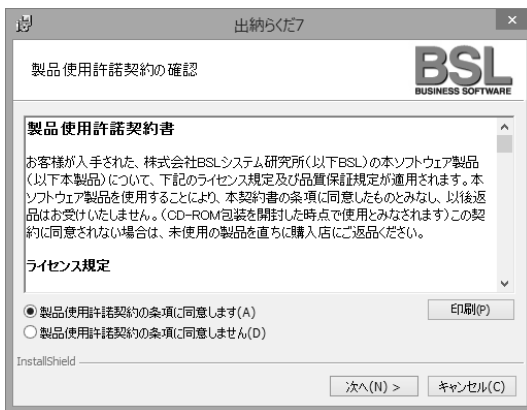 出納らくだ7
製品使用許諾契約の確認
BSL
BUSINESS SOFTWARE
製品使用許諾契約書
お客様が入手された、株式会社BSLシステム研究所(以下BSL)の本ソフトウェア製品
(以下本製品)について、下記のライセンス規定及び品質保証規定が適用されます。本
ソフトウェア製品を使用することにより、本契約書の条項に同意したものとみなし、以後返
品はお受けいたしません。(CD-ROM包装を開封した時点で使用とみなされます)この契
約に同意されない場合は、未使用の製品を直ちに購入店にご返品ください。
ライセンス規定
製品使用許諾契約の条項に同意します(A)
印刷(P)
製品使用許諾契約の条項に同意しません(D)
InstallShield
次へ(N) >
キャンセル(C)